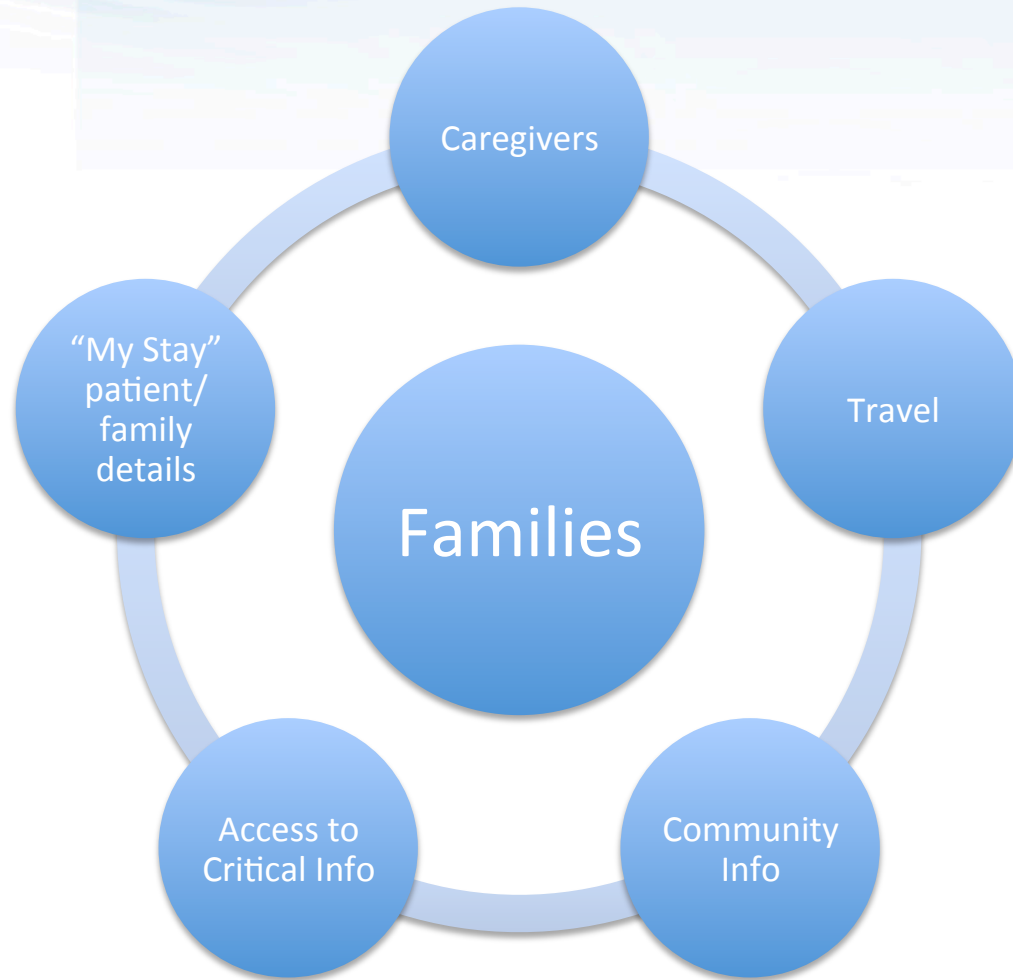 Caregivers
“My Stay”
patient/
family
details
Travel
Families
Access to
Critical Info
Community
Info